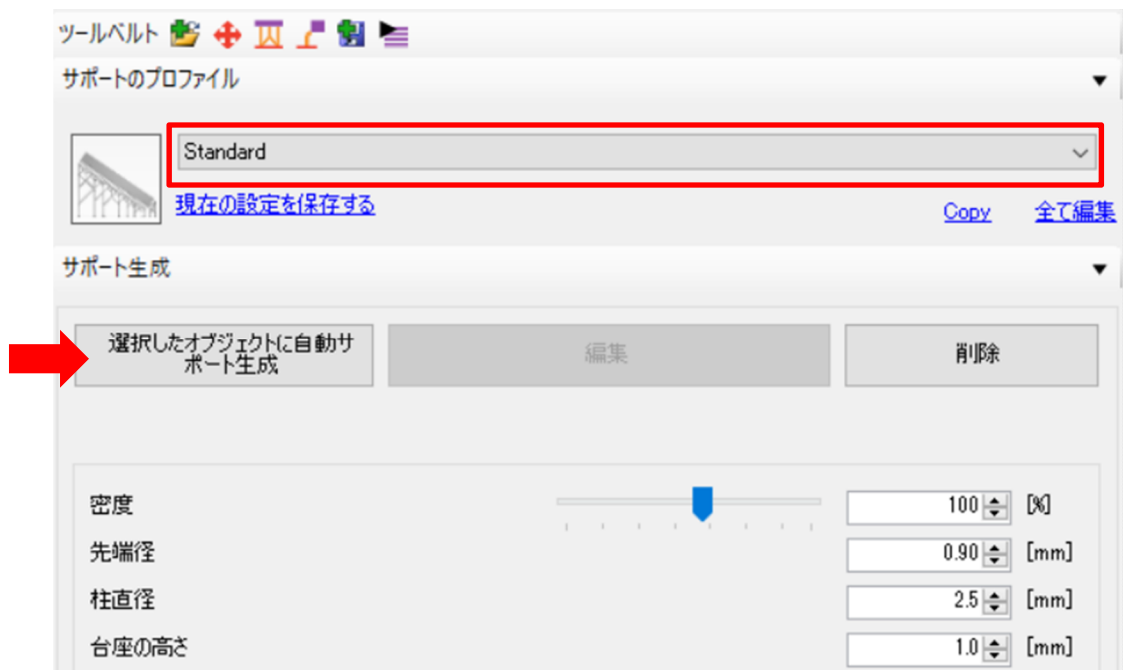 ツールベルト
サポートのプロファイル
Standard
現在の設定を保存する
Copy 全て編集
サポート生成
選択したオブジェクトに自動サ
ポート生成
編集
削除
密度 100 [%]
先端径 0.90 [mm]
柱直径 2.5 [mm]
台座の高さ 1.0 [mm]